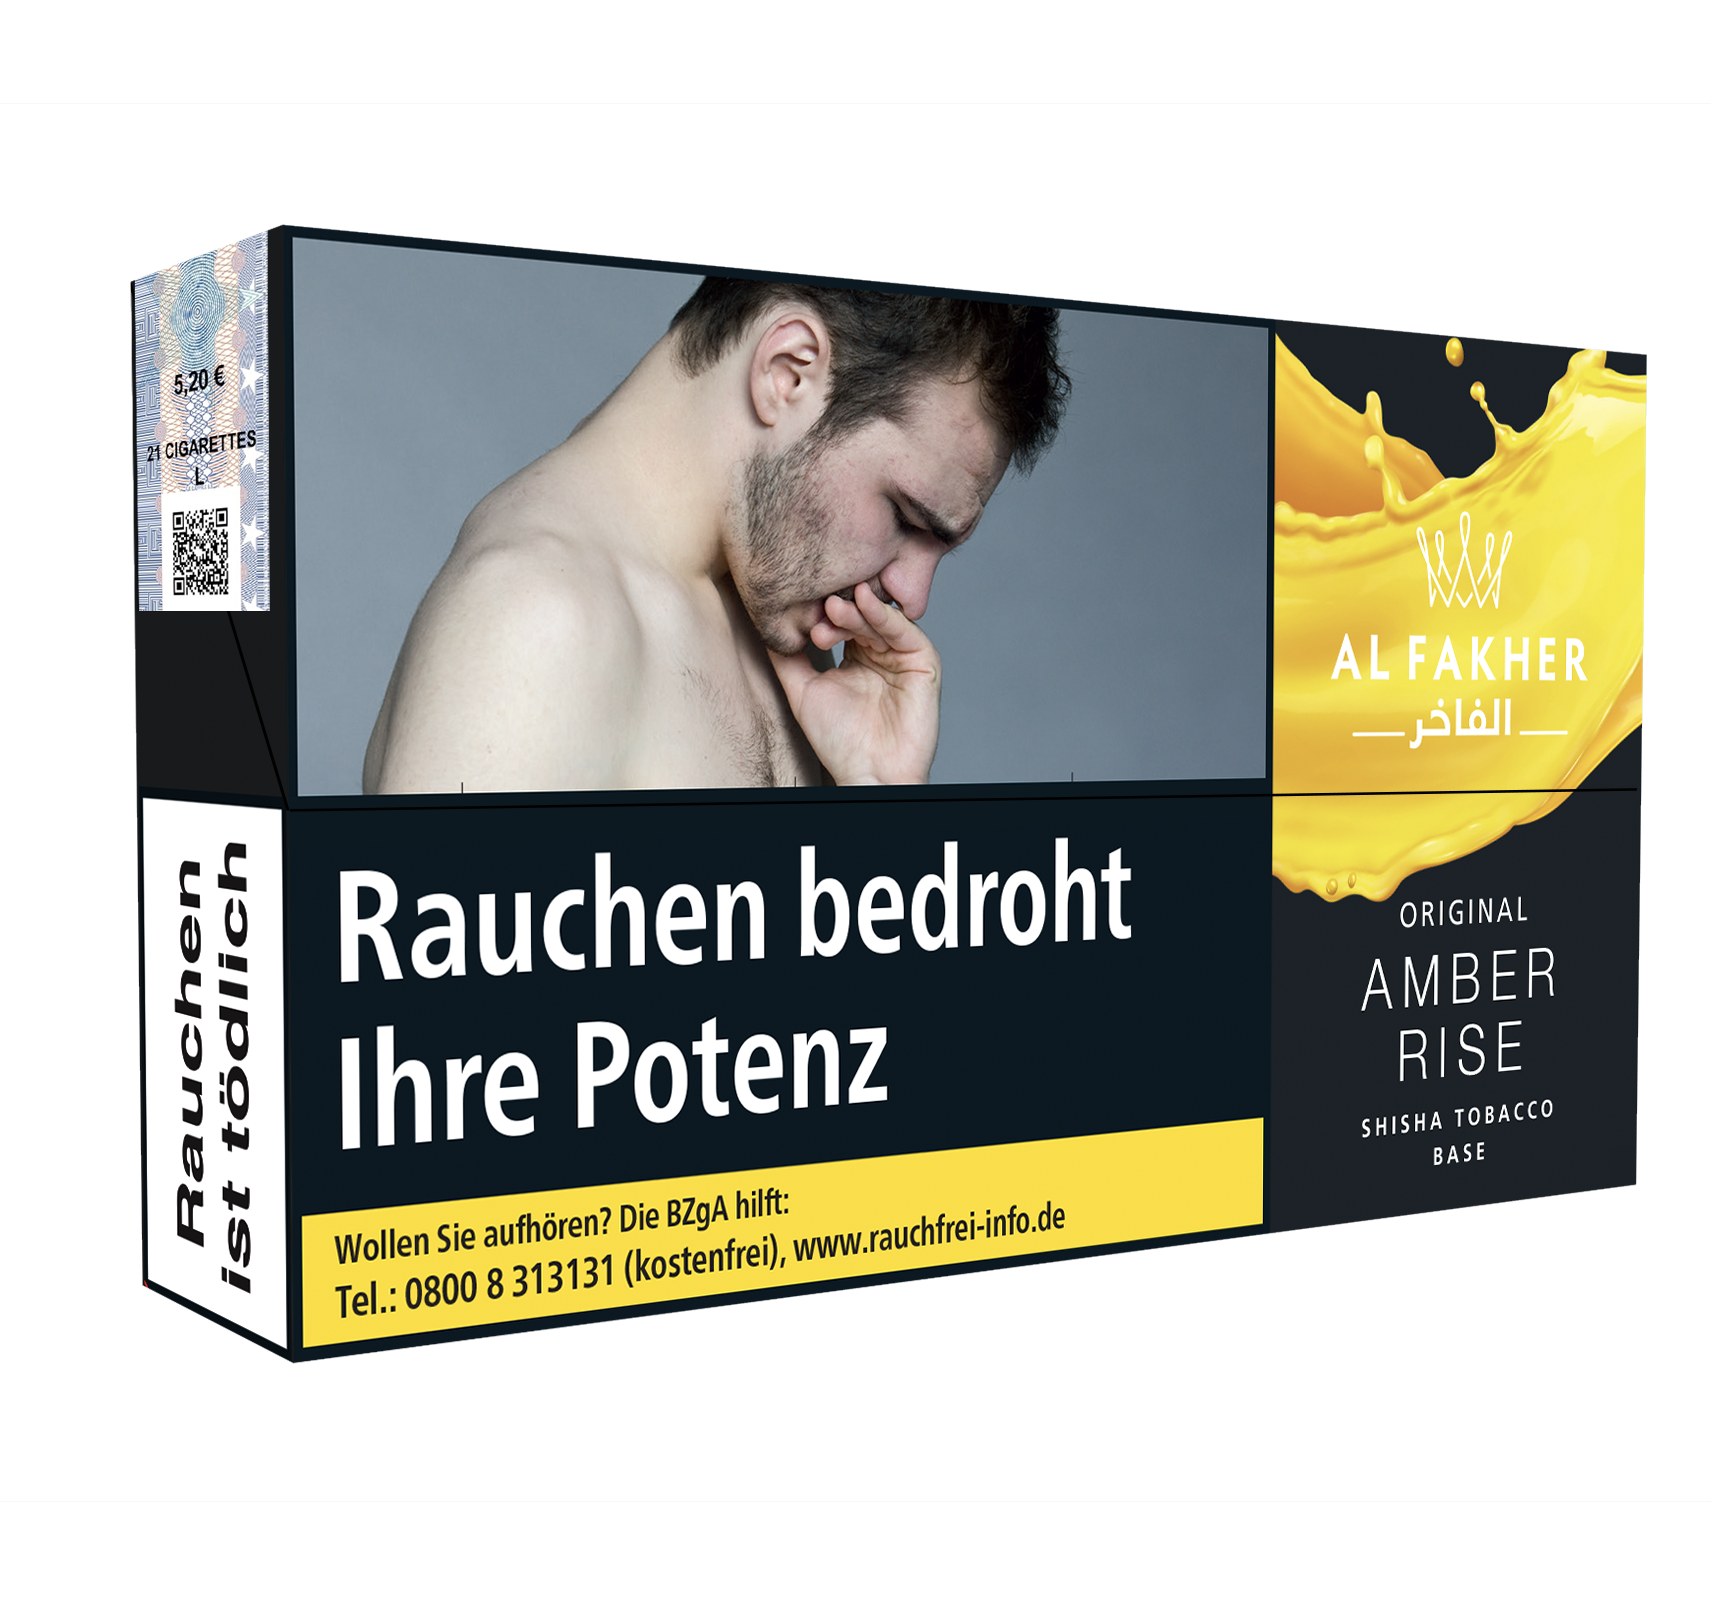 5,20 €
21 CIGARETTES
L
Rauchen
ist tödlich
Rauchen bedroht
Ihre Potenz
Wollen Sie aufhören? Die BZgA hilft:
Tel.: 0800 8 313131 (kostenfrei), www.rauchfrei-info.de
AL FAKHER
الفاخر
ORIGINAL
AMBER
RISE
SHISHA TOBACCO
BASE